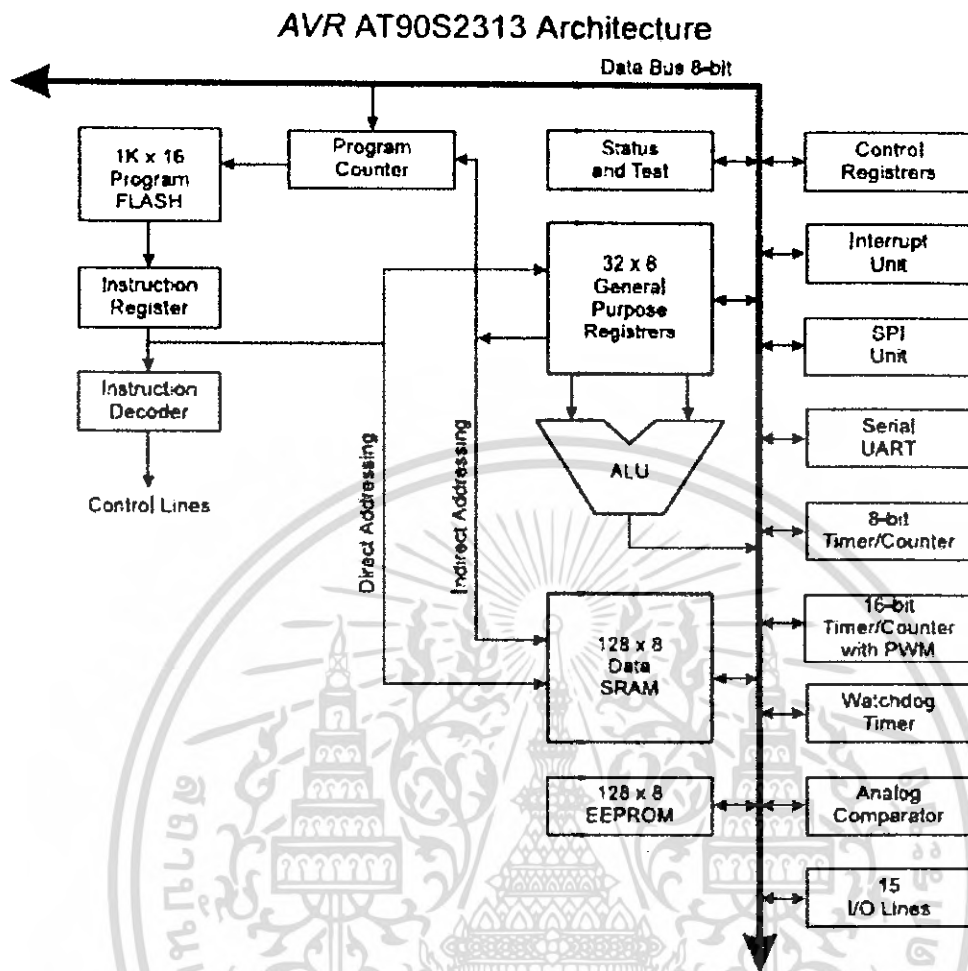 AVR AT90S2313 Architecture
Data Bus 8-bit
1K x 16
Program
FLASH
Program
Counter
Status
and Test
Control
Registrers
Instruction
Register
32 x 8
General
Purpose
Registrers
Interrupt
Unit
SPI
Unit
Instruction
Decoder
ALU
Serial
UART
Control Lines
Direct Addressing
Indirect Addressing
8-bit
Timer/Counter
128 x 8
Data
SRAM
16-bit
Timer/Counter
with PWM
Watchdog
Timer
128 x 8
EEPROM
Analog
Comparator
15
I/O Lines